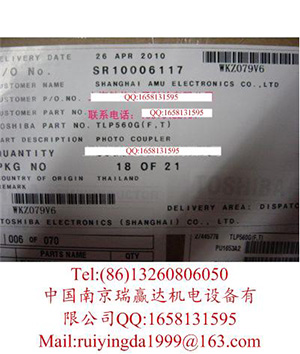 DELIVERY DATE 26 APR 2010
/O No. SR10006117 WKZ079V6
CUSTOMER NAME SHANGHAI AMU ELECTRONICS CO.,LTD
CUSTOMER P/O NO. QQ:1658131595
CUSTOMER PART NO. 联系电话:
TOSHIBA PART NO. TLP560G(F,T)
PART DESCRIPTION PHOTO COUPLER
QUANTITY QQ:1658131595
PKG NO 18 OF 21
COUNTRY OF ORIGIN THAILAND
REMARK
WKZ079V6
TOSHIBA ELECTRONICS (SHANGHAI) CO., LTD.
DELIVERY AREA: DISPATC
006 OF 070
TLP560G(F,T)
PARTS NAME
Tel:(86)13260806050
中国南京瑞赢达机电设备有
限公司QQ:1658131595
Mail:ruiyingda1999@163.com